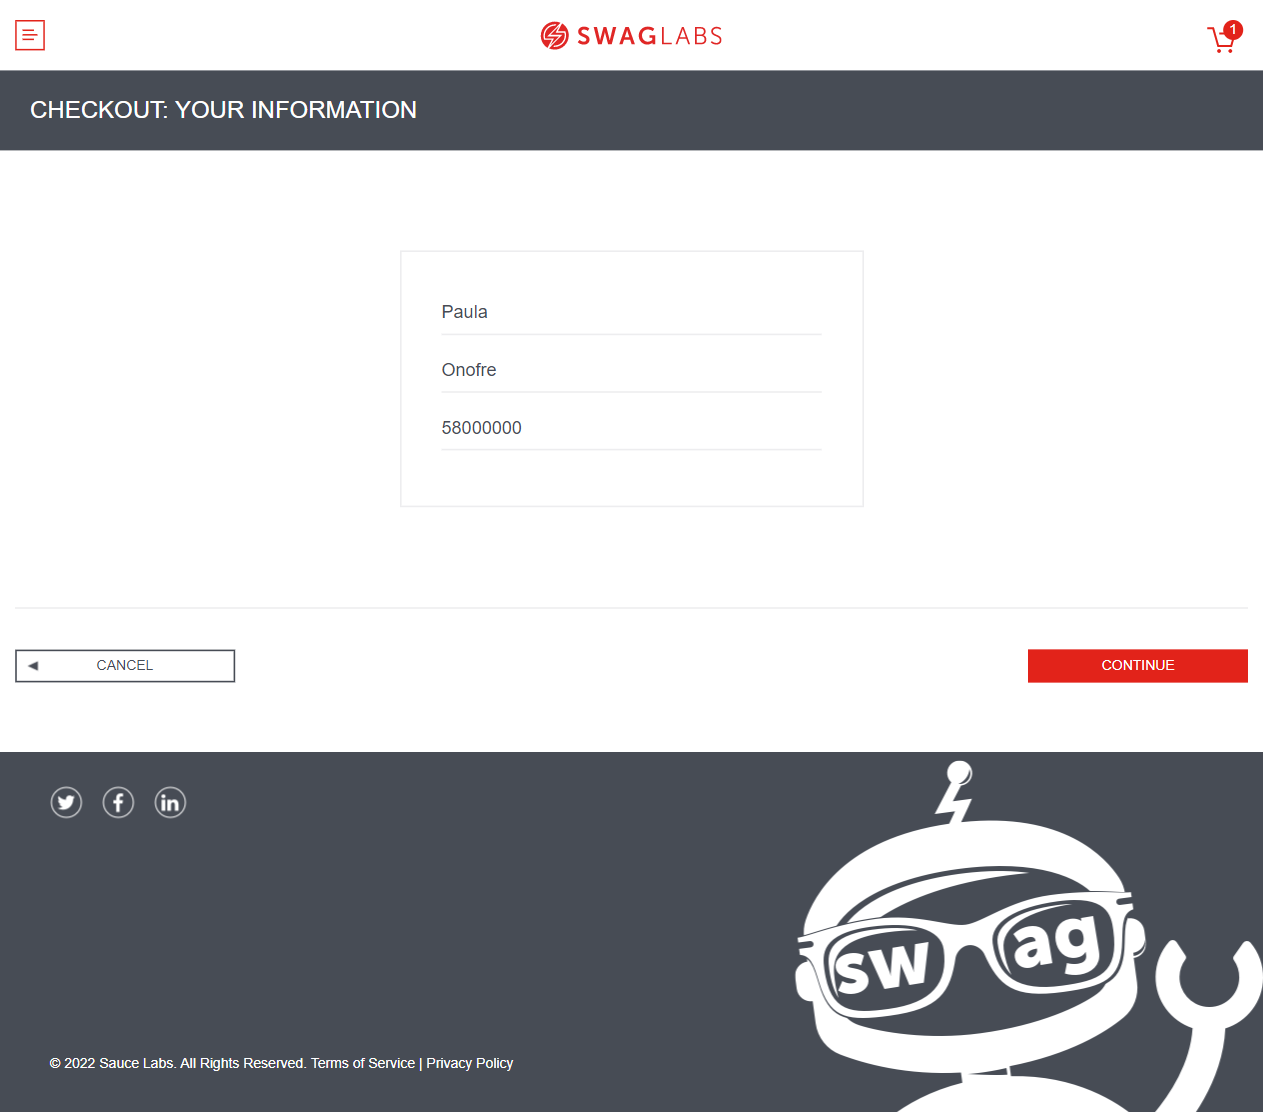 SWAGLABS
1
CHECKOUT: YOUR INFORMATION
Paula
Onofre
58000000
CANCEL
CONTINUE
sw ag
© 2022 Sauce Labs. All Rights Reserved. Terms of Service | Privacy Policy